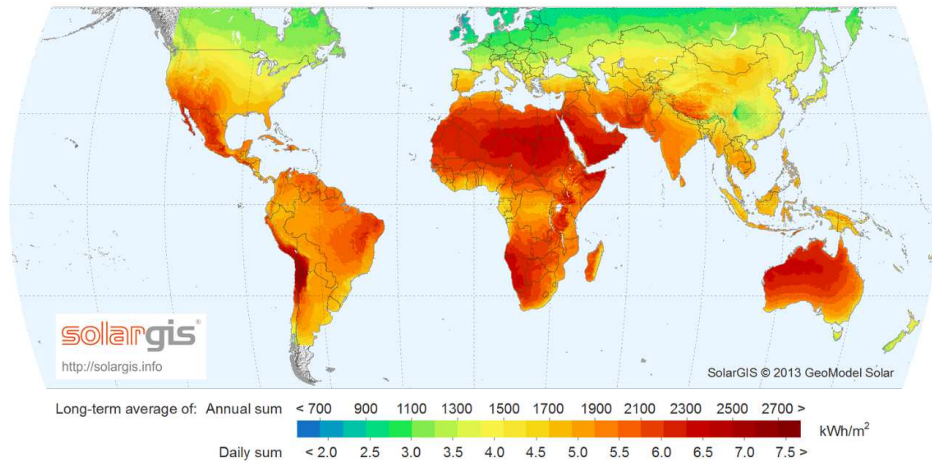 solargis®
http://solargis.info
SolarGIS © 2013 GeoModel Solar
Long-term average of: Annual sum < 700 900 1100 1300 1500 1700 1900 2100 2300 2500 2700 > kWh/m²
Daily sum < 2.0 2.5 3.0 3.5 4.0 4.5 5.0 5.5 6.0 6.5 7.0 7.5 >